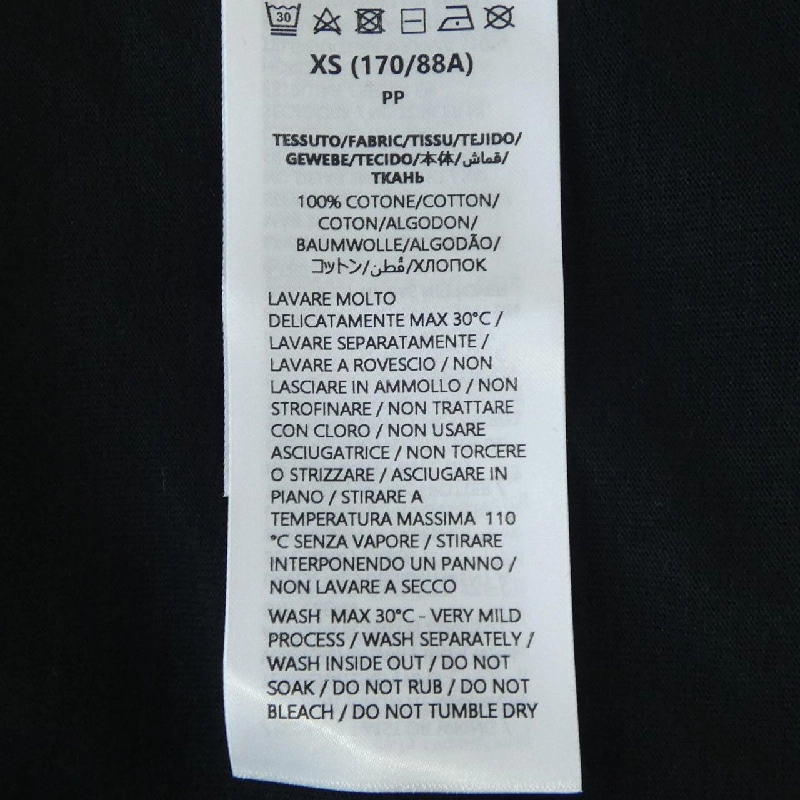 30
XS (170/88A)
PP
TESSUTO/FABRIC/TISSU/TEJIDO/
GEWEBE/TECIDO/本体/قماش/
ТКАНЬ
100% COTONE/COTTON/
COTON/ALGODON/
BAUMWOLLE/ALGODÃO/
コットン/قُطن/ХЛОПОК
LAVARE MOLTO
DELICATAMENTE MAX 30°C /
LAVARE SEPARATAMENTE /
LAVARE A ROVESCIO / NON
LASCIARE IN AMMOLLO / NON
STROFINARE / NON TRATTARE
CON CLORO / NON USARE
ASCIUGATRICE / NON TORCERE
O STRIZZARE / ASCIUGARE IN
PIANO / STIRARE A
TEMPERATURA MASSIMA 110
°C SENZA VAPORE / STIRARE
INTERPONENDO UN PANNO /
NON LAVARE A SECCO
WASH MAX 30°C - VERY MILD
PROCESS / WASH SEPARATELY /
WASH INSIDE OUT / DO NOT
SOAK / DO NOT RUB / DO NOT
BLEACH / DO NOT TUMBLE DRY